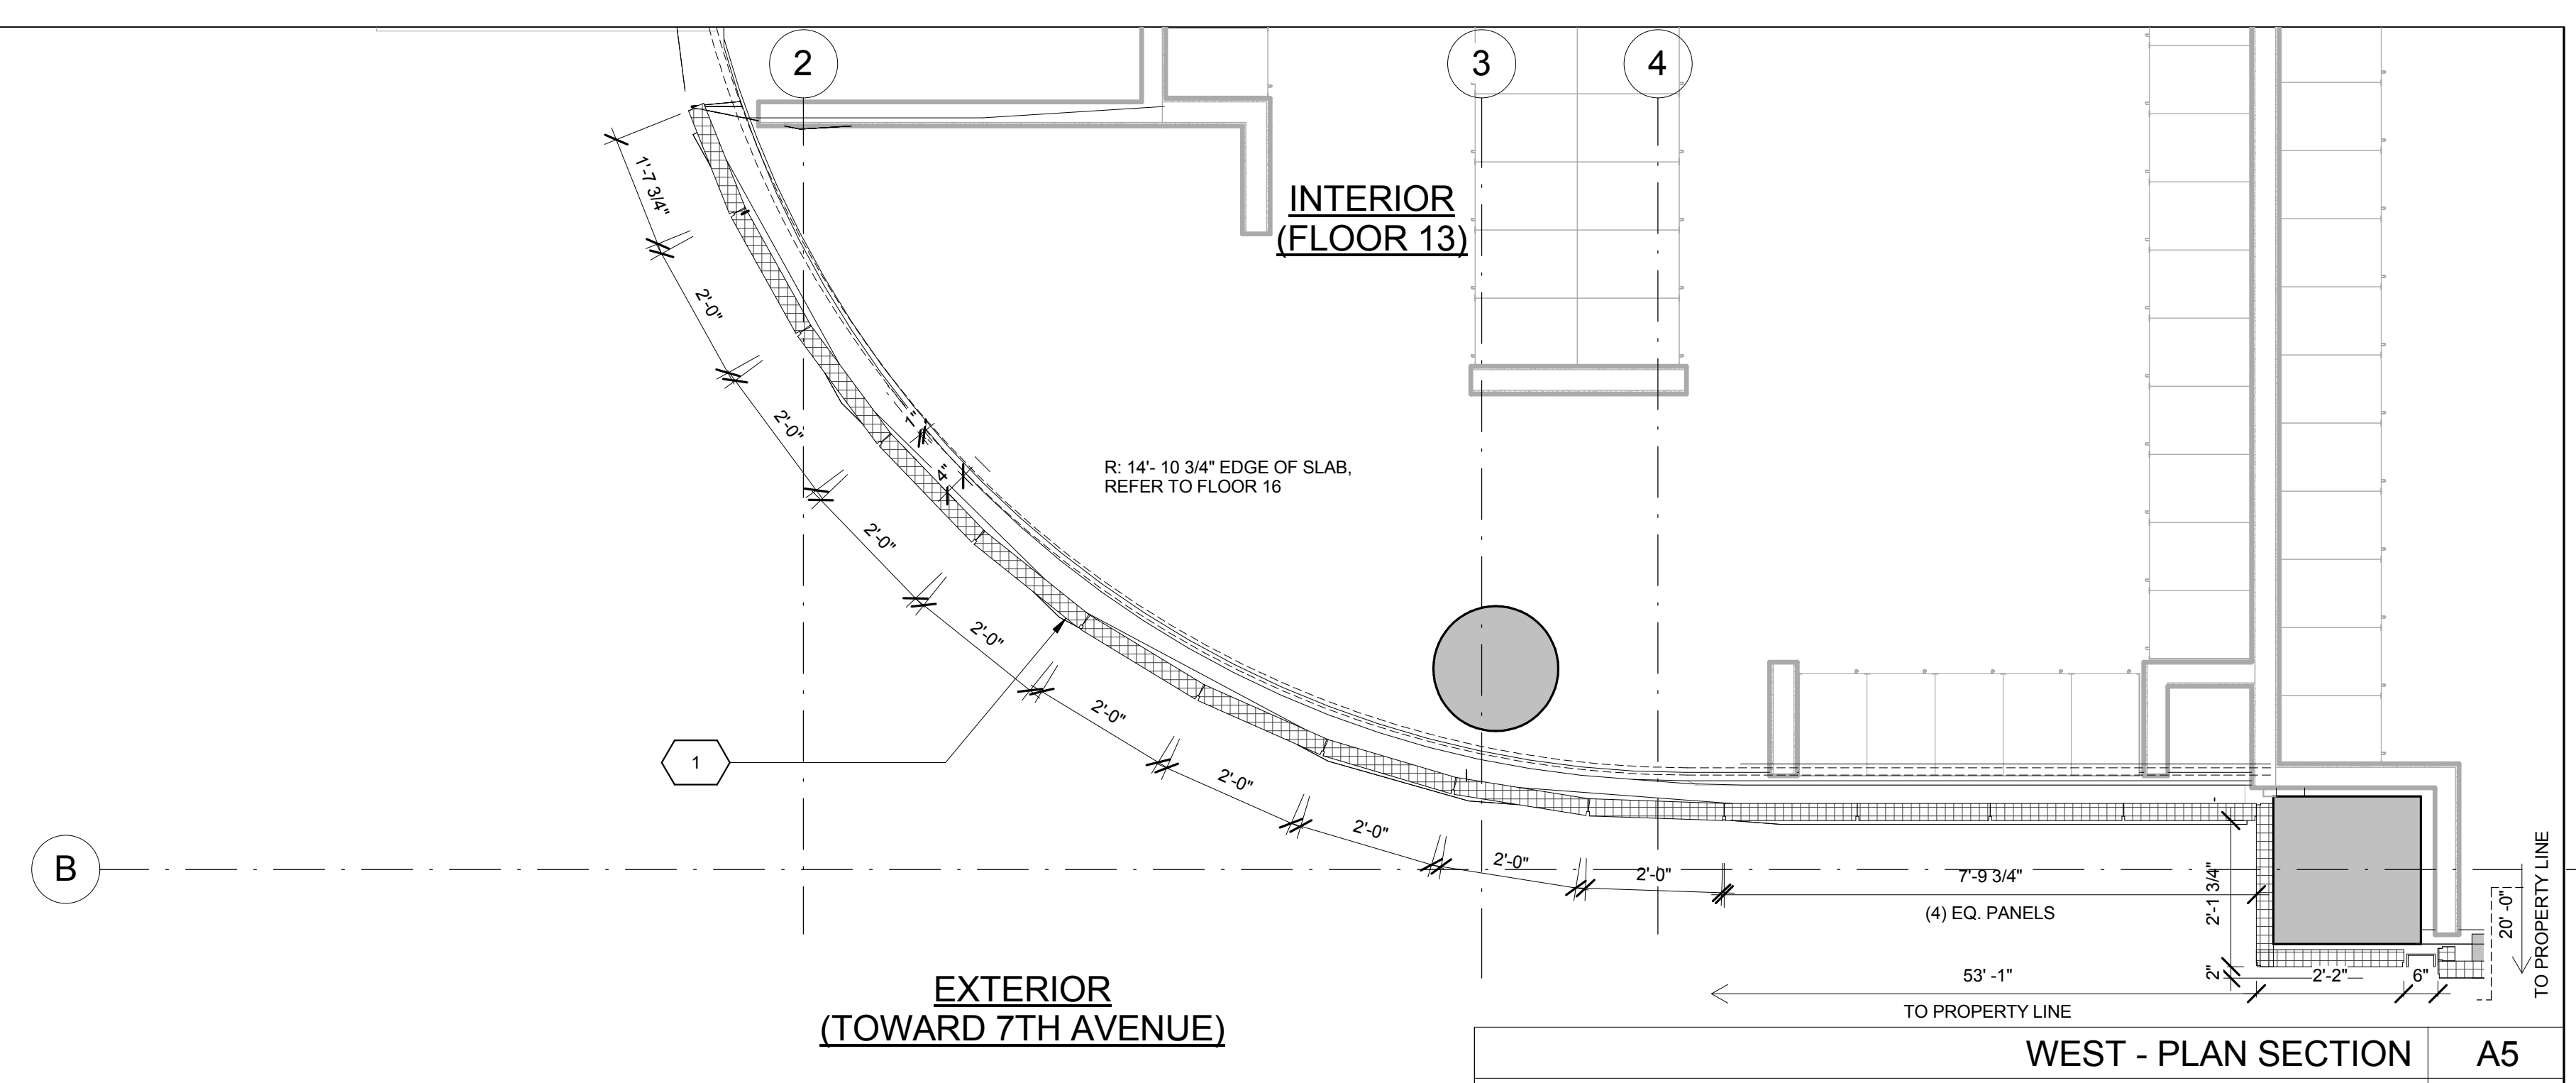 2
3
4
INTERIOR
(FLOOR 13)
1'-7 3/4"
2'-0"
2'-0"
1"
4"
R: 14'- 10 3/4" EDGE OF SLAB,
REFER TO FLOOR 16
2'-0"
2'-0"
2'-0"
1
2'-0"
2'-0"
2'-0"
2'-0"
B
7'-9 3/4"
(4) EQ. PANELS
2'-1 3/4"
20' -0"
TO PROPERTY LINE
2"
53' -1"
2'-2"
6"
TO PROPERTY LINE
EXTERIOR
(TOWARD 7TH AVENUE)
WEST - PLAN SECTION
A5